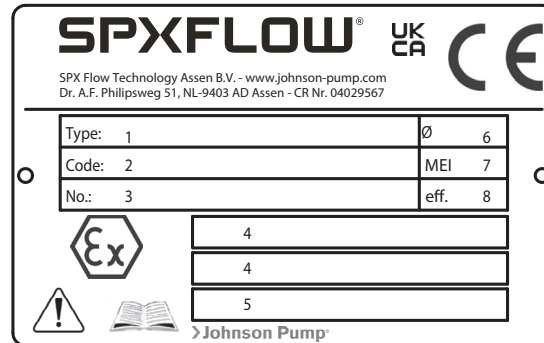 SPXFLOW®
UK
CA
CE
SPX Flow Technology Assen B.V. - www.johnson-pump.com
Dr. A.F. Philipsweg 51, NL-9403 AD Assen - CR Nr. 04029567
Type: 1 Ø 6
Code: 2 MEI 7
No.: 3 eff. 8
Ex
4
4
5
Johnson Pump®